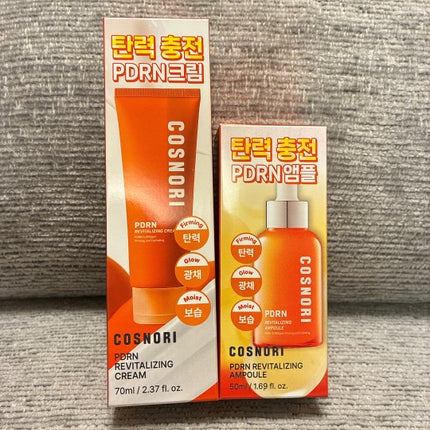 탄력 충전
PDRN크림
COSNORI
PDRN
REVITALIZING CREAM
Firming
탄력
Glow
광채
Moist
보습
COSNORI
PDRN
REVITALIZING
CREAM
70ml / 2.37 fl. oz.
탄력 충전
PDRN앰플
Firming
탄력
Glow
광채
Moist
보습
COSNORI
PDRN
REVITALIZING
AMPOULE
COSNORI
PDRN REVITALIZING
AMPOULE
50ml / 1.69 fl. oz.